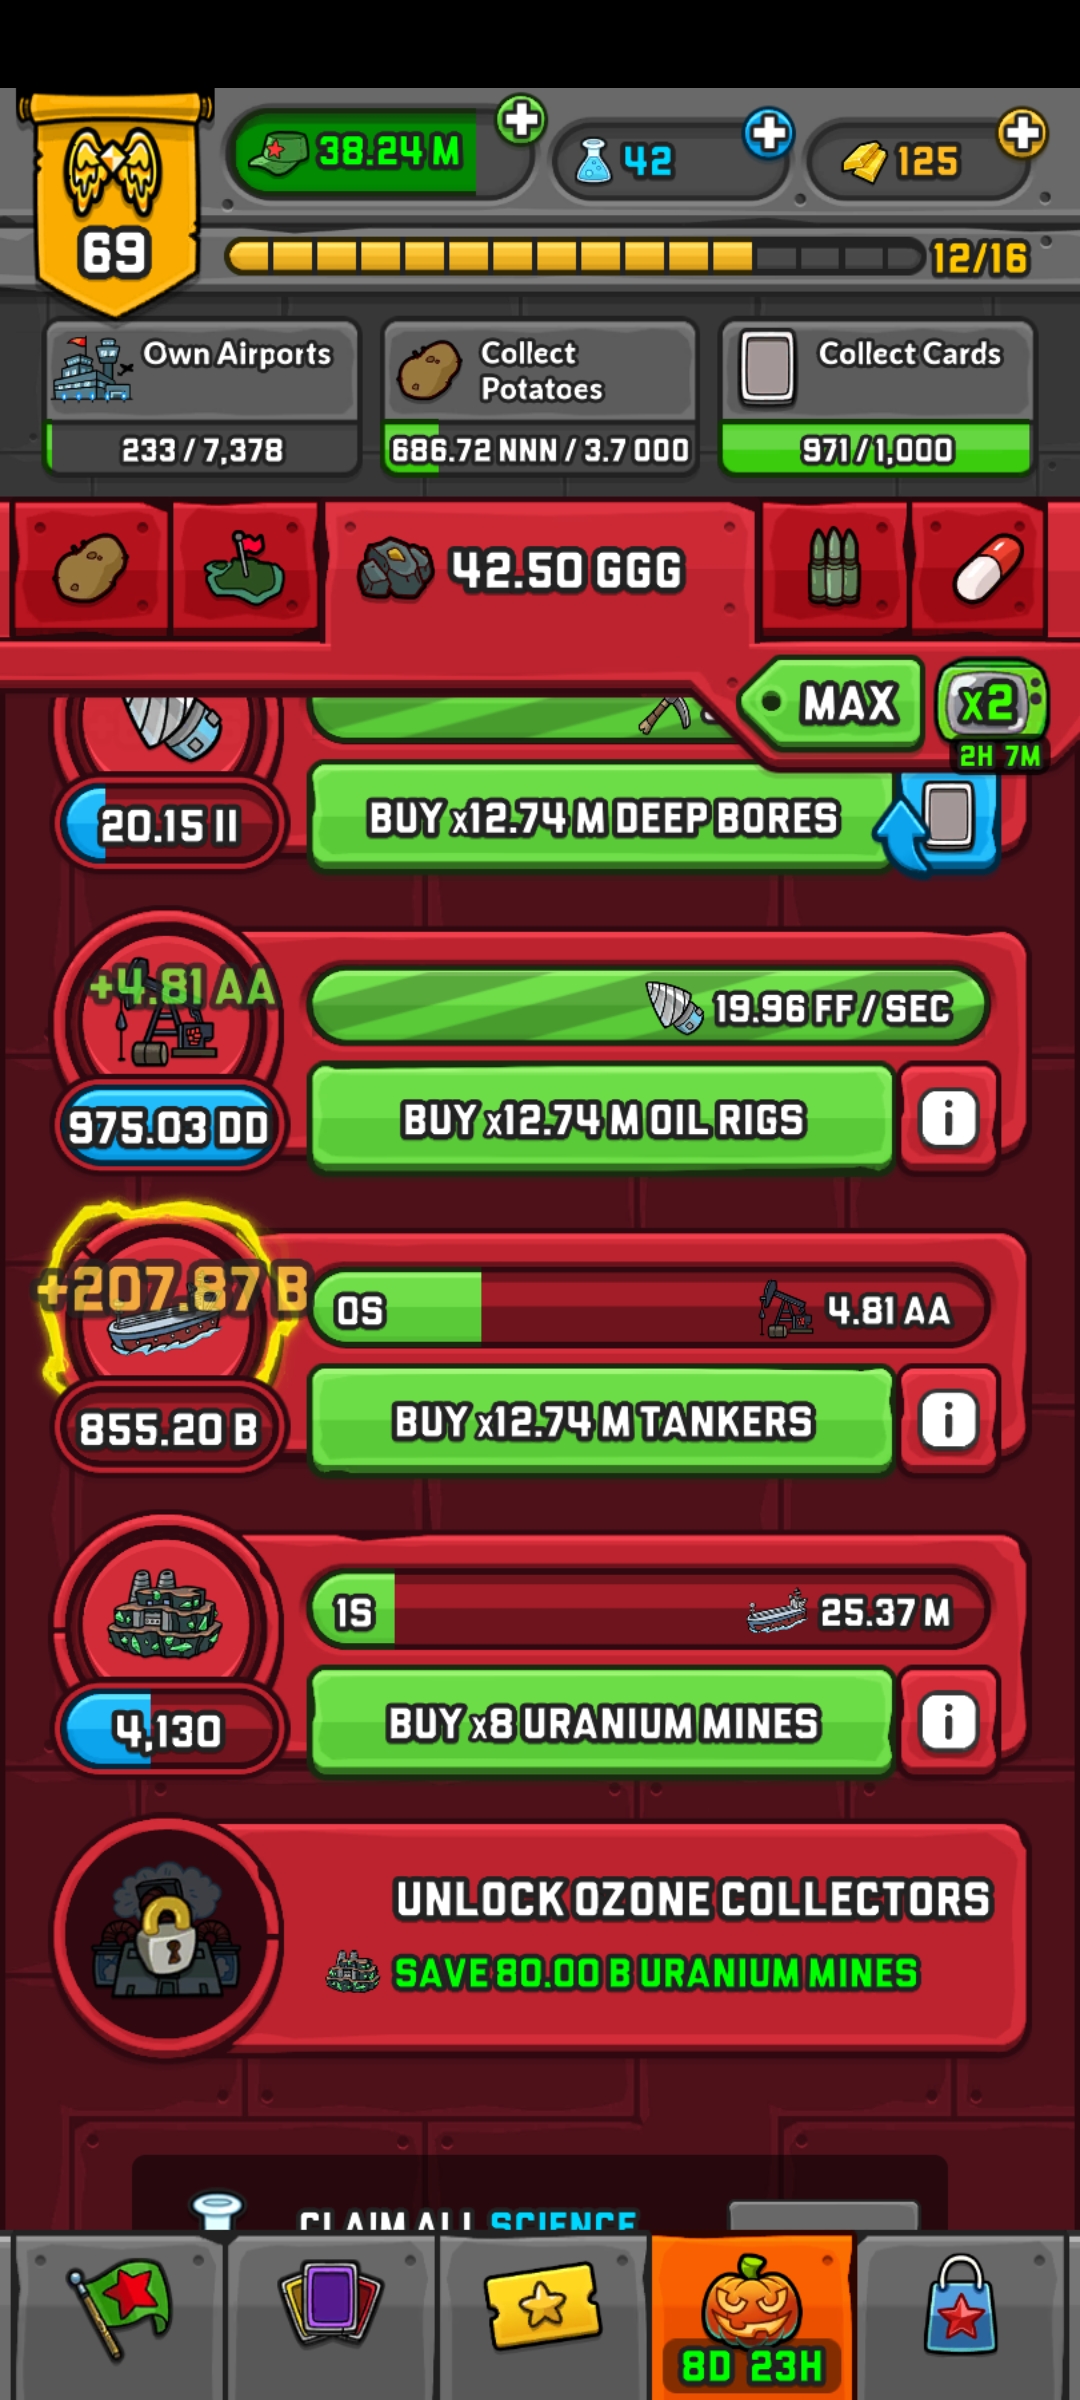 38.24 M
42
125
69
12/16
Own Airports
233 / 7,378
Collect
Potatoes
686.72 NNN / 3.7 OOO
Collect Cards
971 / 1,000
42.50 GGG
MAX
x2
2H 7M
20.15 II
BUY x12.74 M DEEP BORES
+4.81 AA
19.96 FF / SEC
975.03 DD
BUY x12.74 M OIL RIGS
i
+207.87 B
0S
4.81 AA
855.20 B
BUY x12.74 M TANKERS
i
1S
25.37 M
4,130
BUY x8 URANIUM MINES
i
UNLOCK OZONE COLLECTORS
SAVE 80.00 B URANIUM MINES
CLAIM ALL SCIENCE
8D 23H